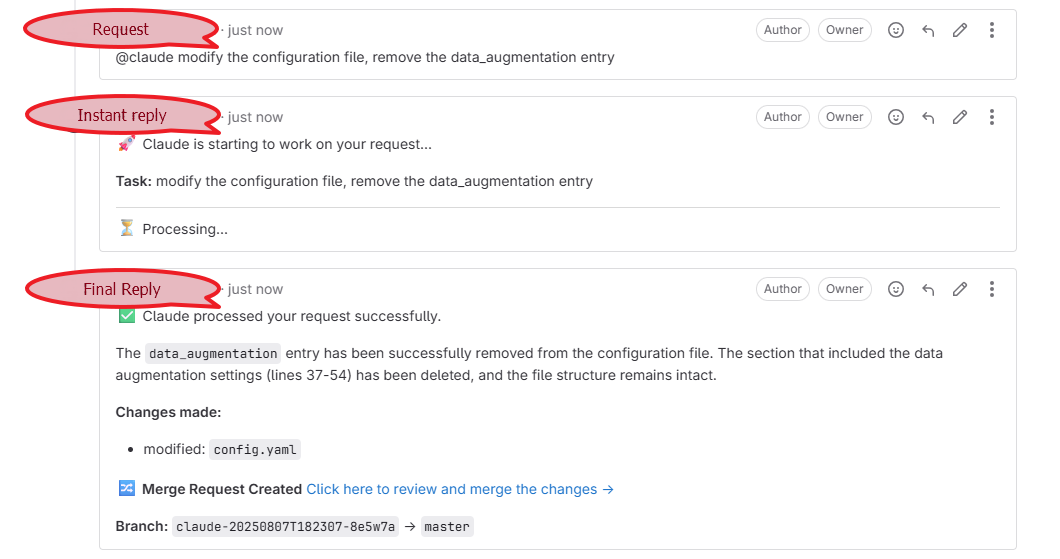 Request
· just now
Author
Owner
@claude modify the configuration file, remove the data_augmentation entry
Instant reply
· just now
Author
Owner
🚀 Claude is starting to work on your request...
Task: modify the configuration file, remove the data_augmentation entry
⏳ Processing...
Final Reply
· just now
Author
Owner
✅ Claude processed your request successfully.
The data_augmentation entry has been successfully removed from the configuration file. The section that included the data
augmentation settings (lines 37-54) has been deleted, and the file structure remains intact.
Changes made:
• modified: config.yaml
🔀 Merge Request Created Click here to review and merge the changes →
Branch: claude-20250807T182307-8e5w7a → master